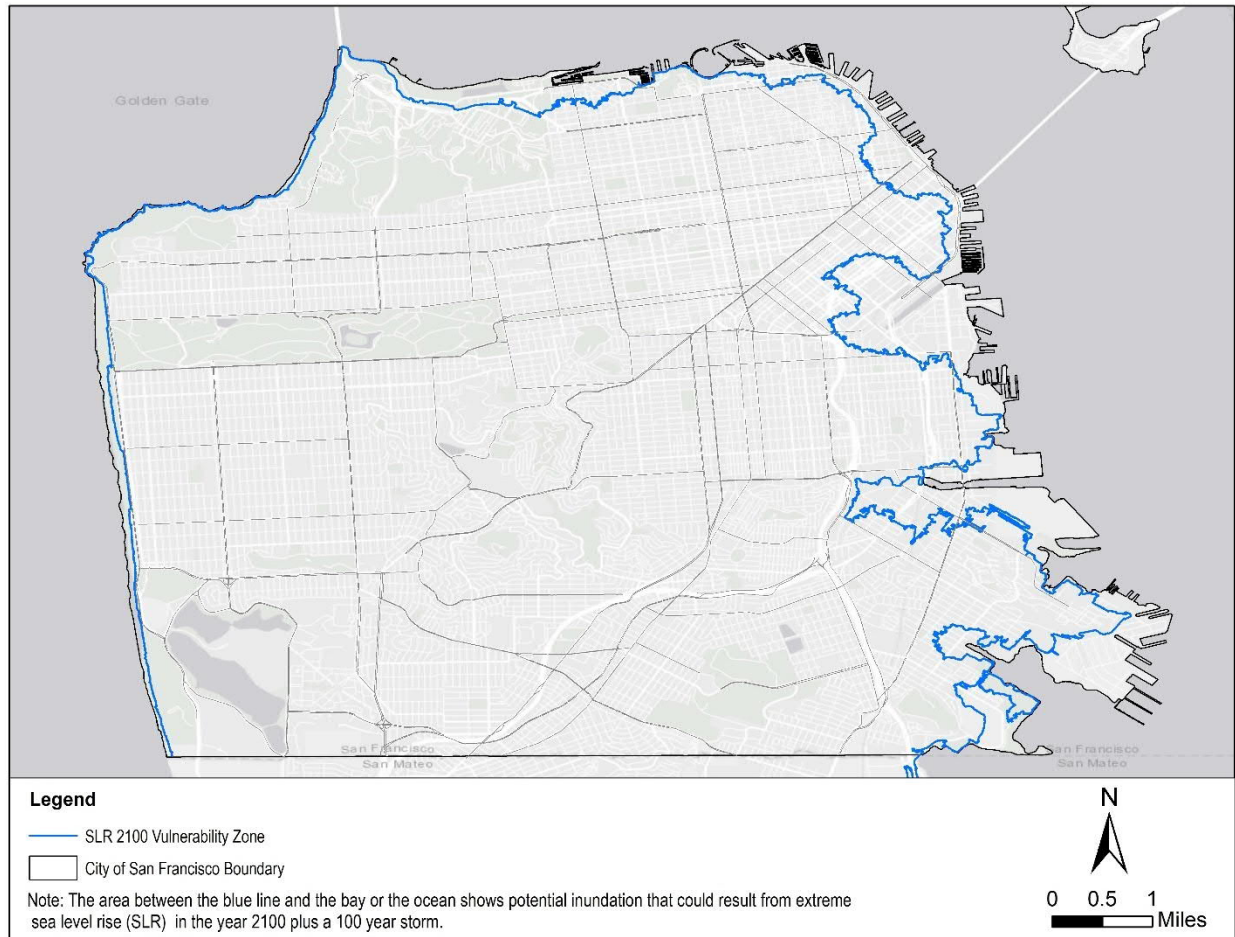 Golden Gate
San Francisco
San Mateo
San Francisco
San Mateo
Legend
SLR 2100 Vulnerability Zone
City of San Francisco Boundary
Note: The area between the blue line and the bay or the ocean shows potential inundation that could result from extreme
sea level rise (SLR) in the year 2100 plus a 100 year storm.
N
0 0.5 1
Miles